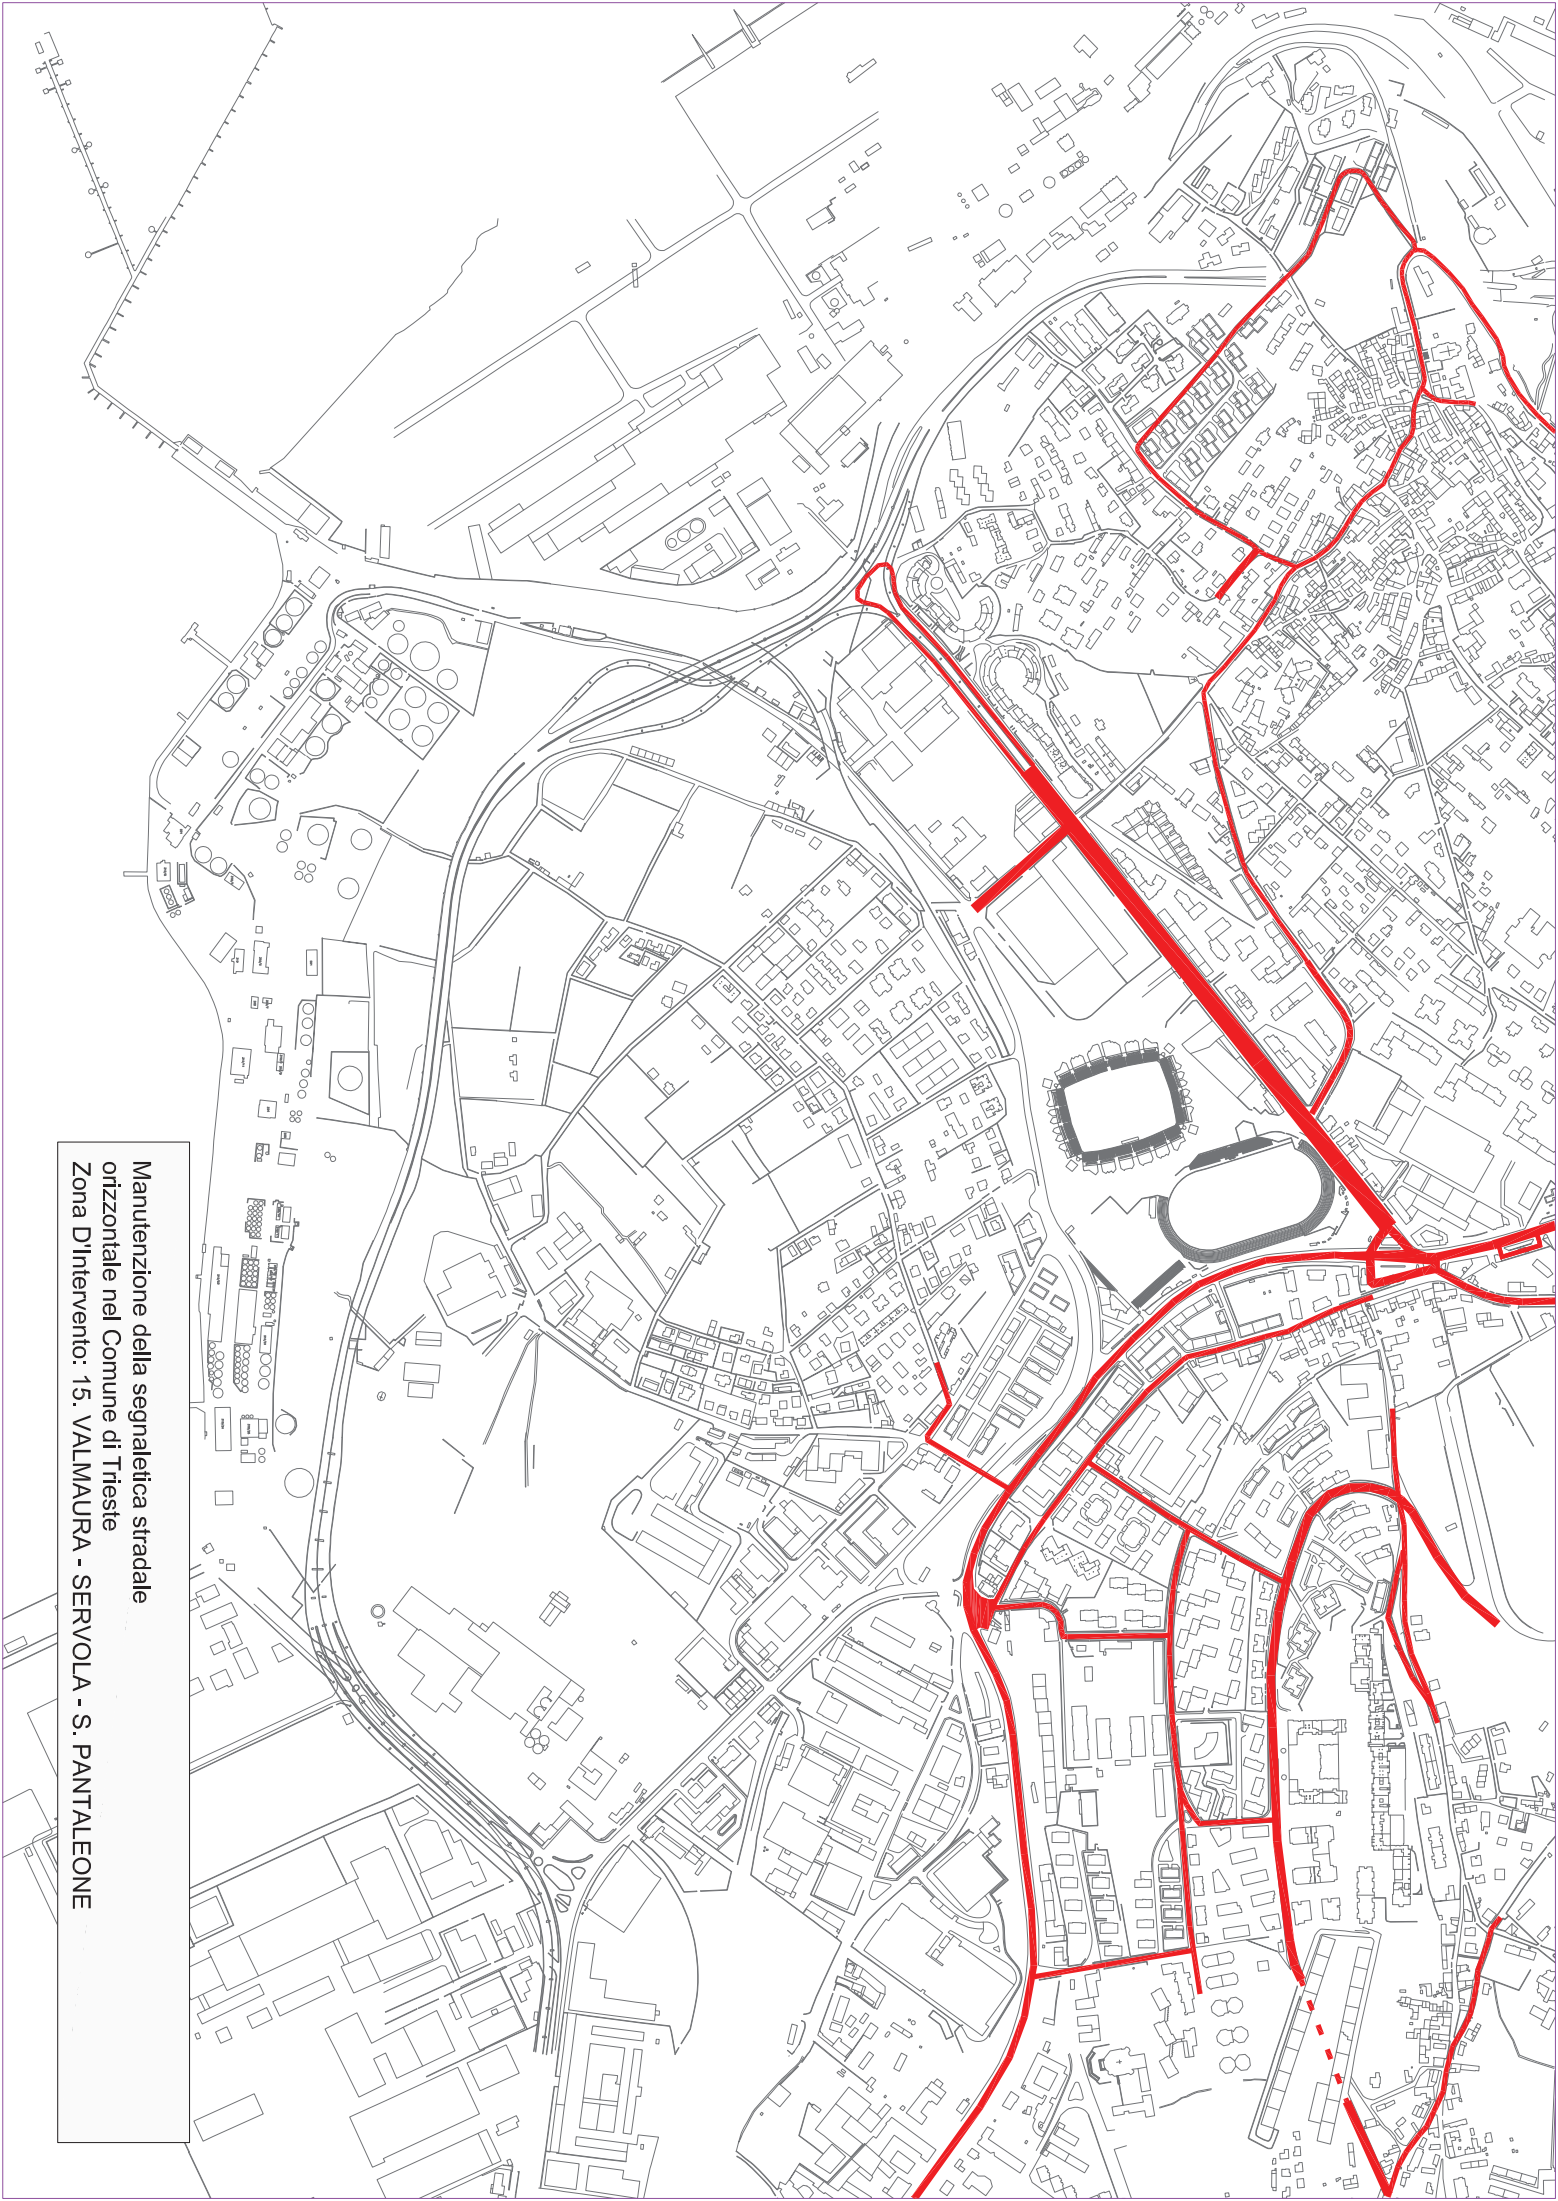 Manutenzione della segnaletica stradale
orizzontale nel Comune di Trieste
Zona D'Intervento: 15. VALMAURA - SERVOLA - S. PANTALEONE